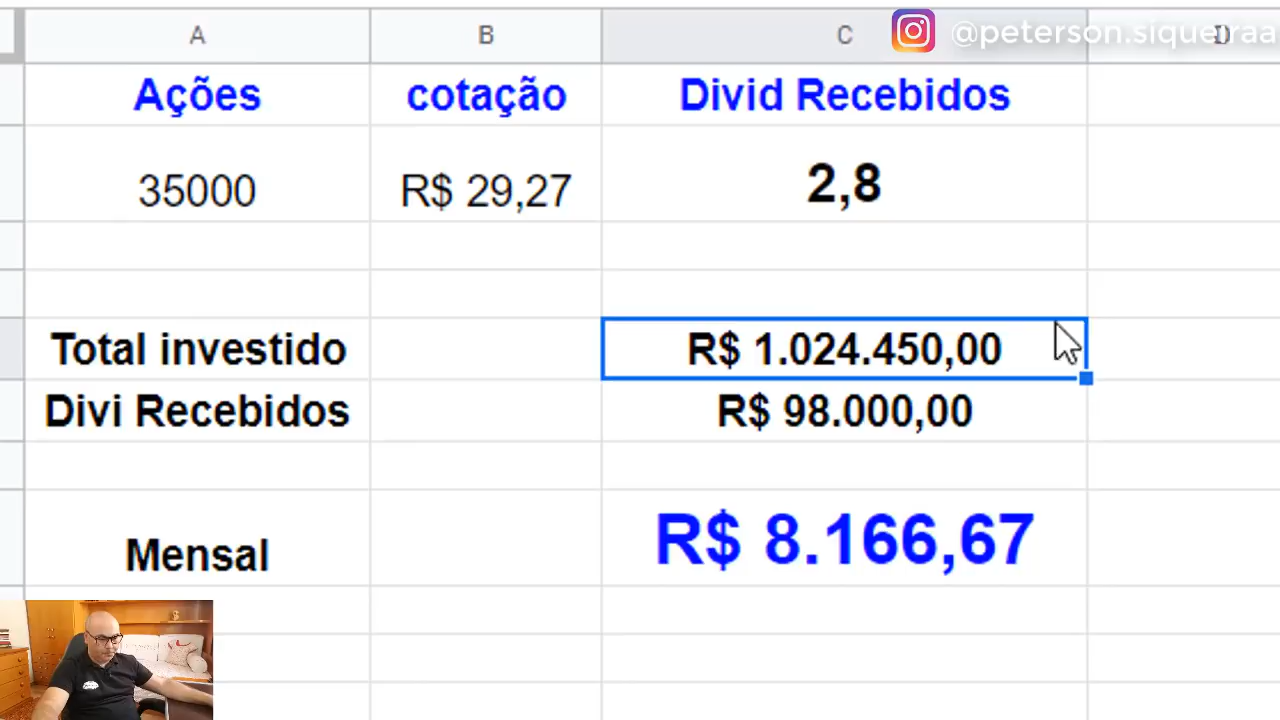 A B C D
@peterson.siqueiraa
Ações cotação Divid Recebidos
35000 R$ 29,27 2,8
Total investido R$ 1.024.450,00
Divi Recebidos R$ 98.000,00
Mensal R$ 8.166,67